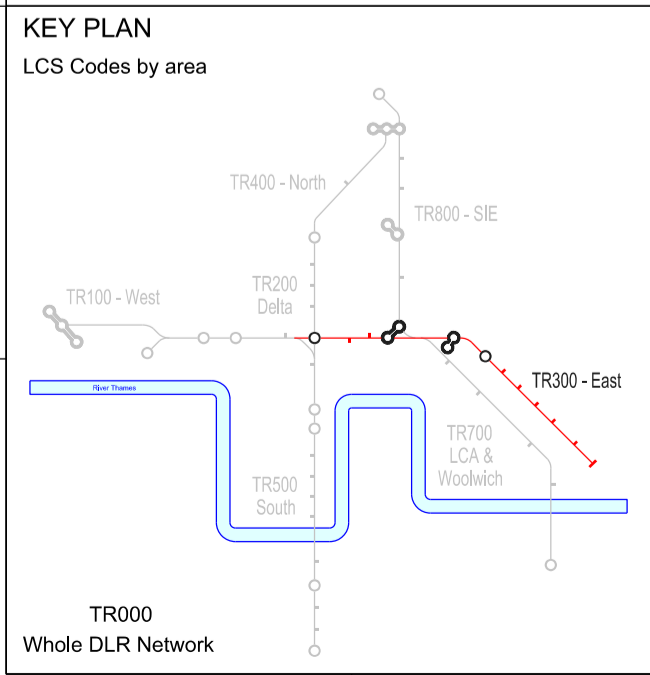 KEY PLAN
LCS Codes by area
TR400 - North
TR800 - SIE
TR200
Delta
TR100 - West
River Thames
TR300 - East
TR700
LCA &
Woolwich
TR500
South
TR000
Whole DLR Network